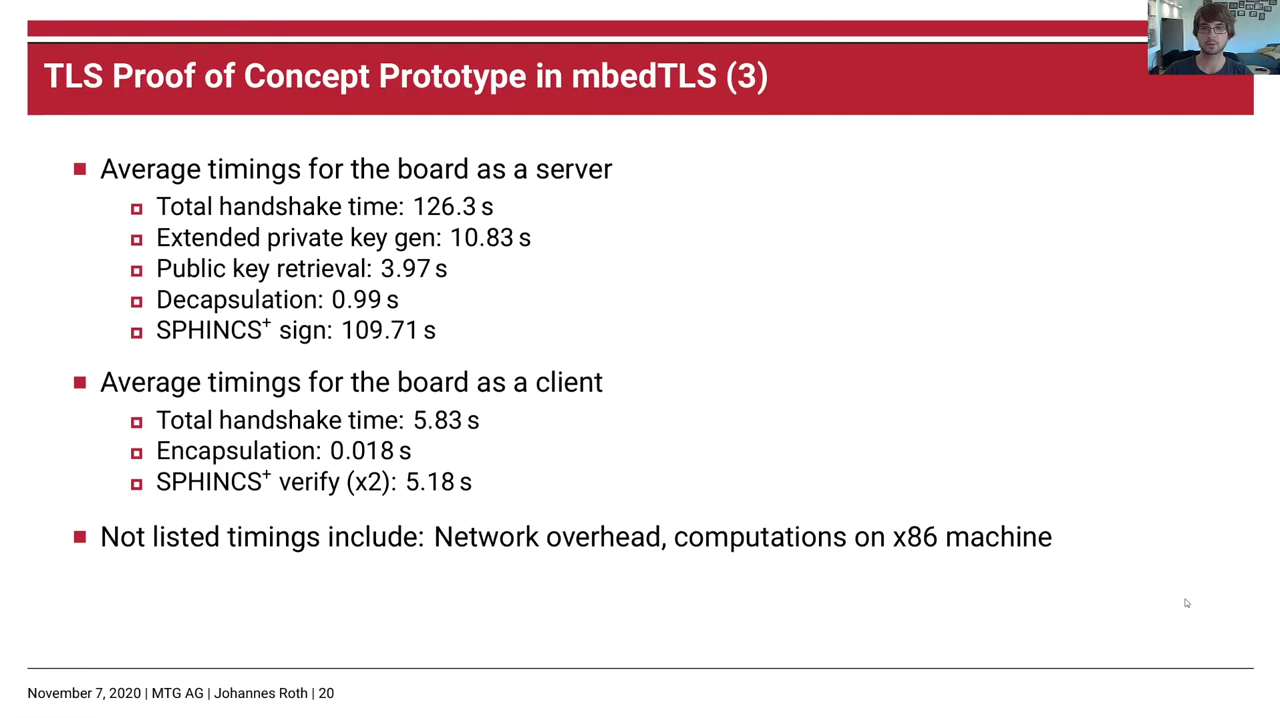 TLS Proof of Concept Prototype in mbedTLS (3)
Average timings for the board as a server
Total handshake time: 126.3 s
Extended private key gen: 10.83 s
Public key retrieval: 3.97 s
Decapsulation: 0.99 s
SPHINCS+ sign: 109.71 s
Average timings for the board as a client
Total handshake time: 5.83 s
Encapsulation: 0.018 s
SPHINCS+ verify (x2): 5.18 s
Not listed timings include: Network overhead, computations on x86 machine
November 7, 2020 | MTG AG | Johannes Roth | 20